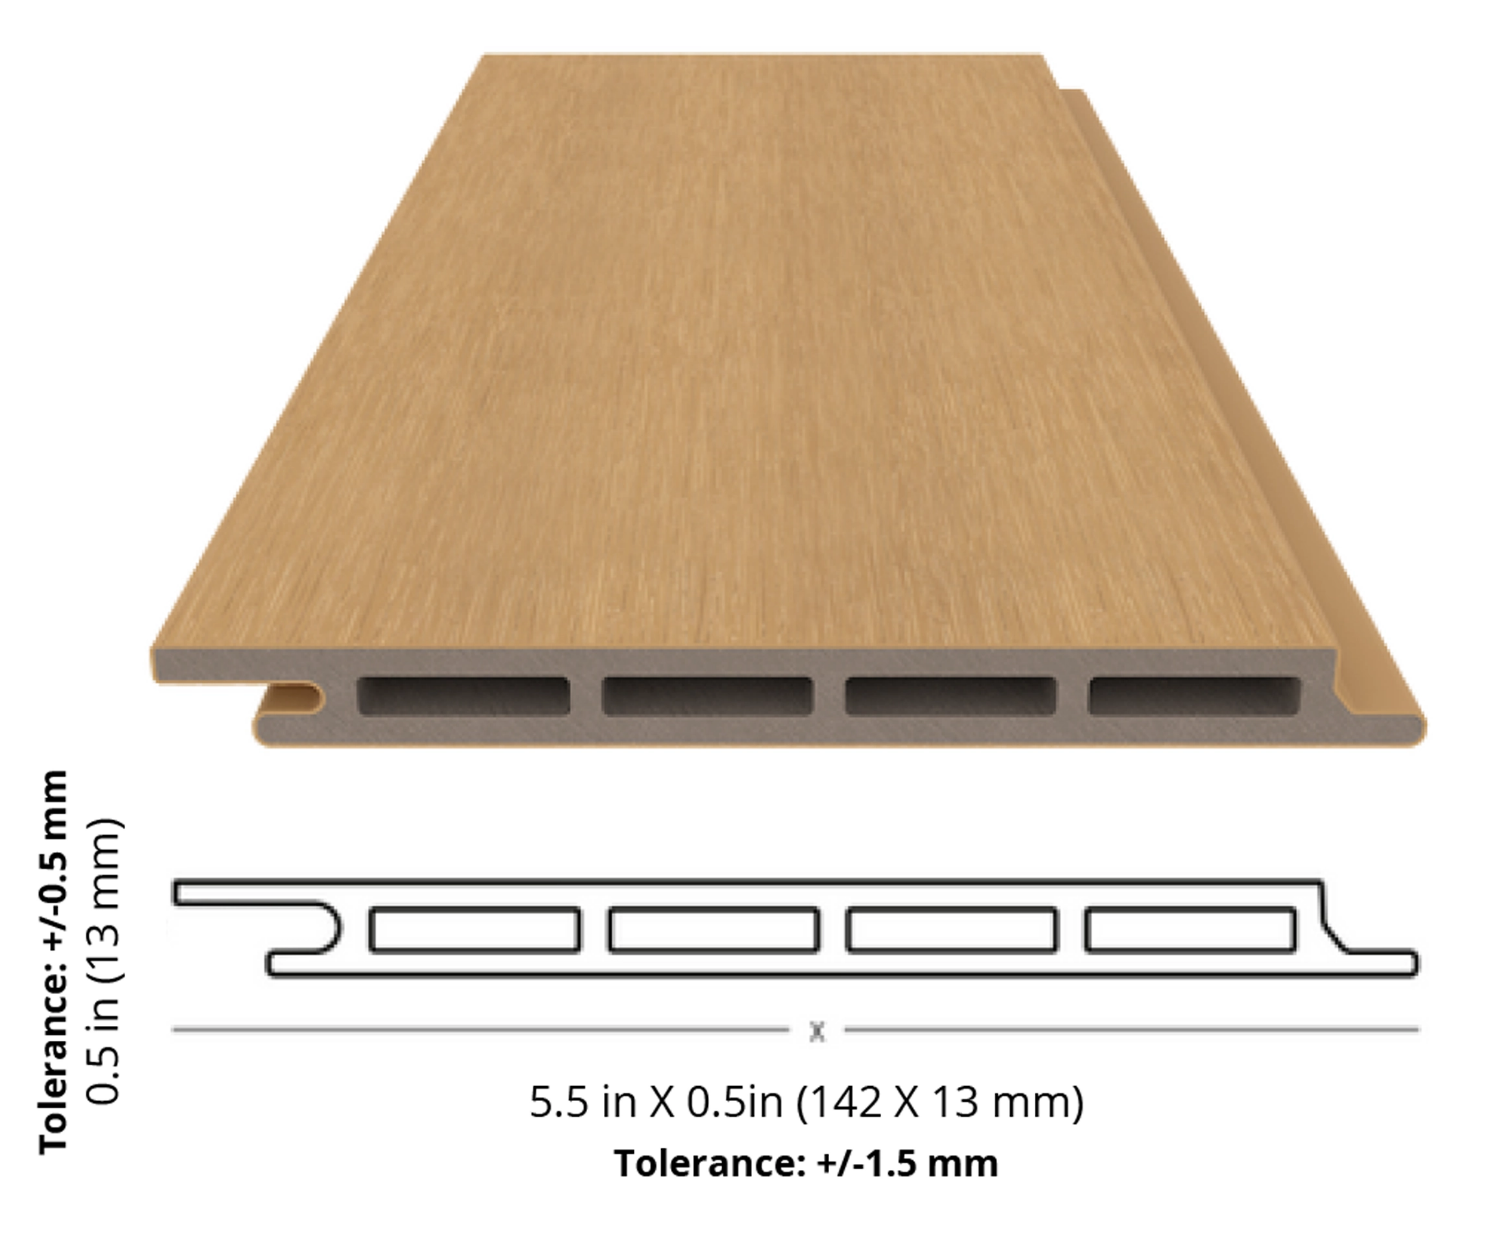 Tolerance: +/-0.5 mm
0.5 in (13 mm)
x
5.5 in X 0.5in (142 X 13 mm)
Tolerance: +/-1.5 mm